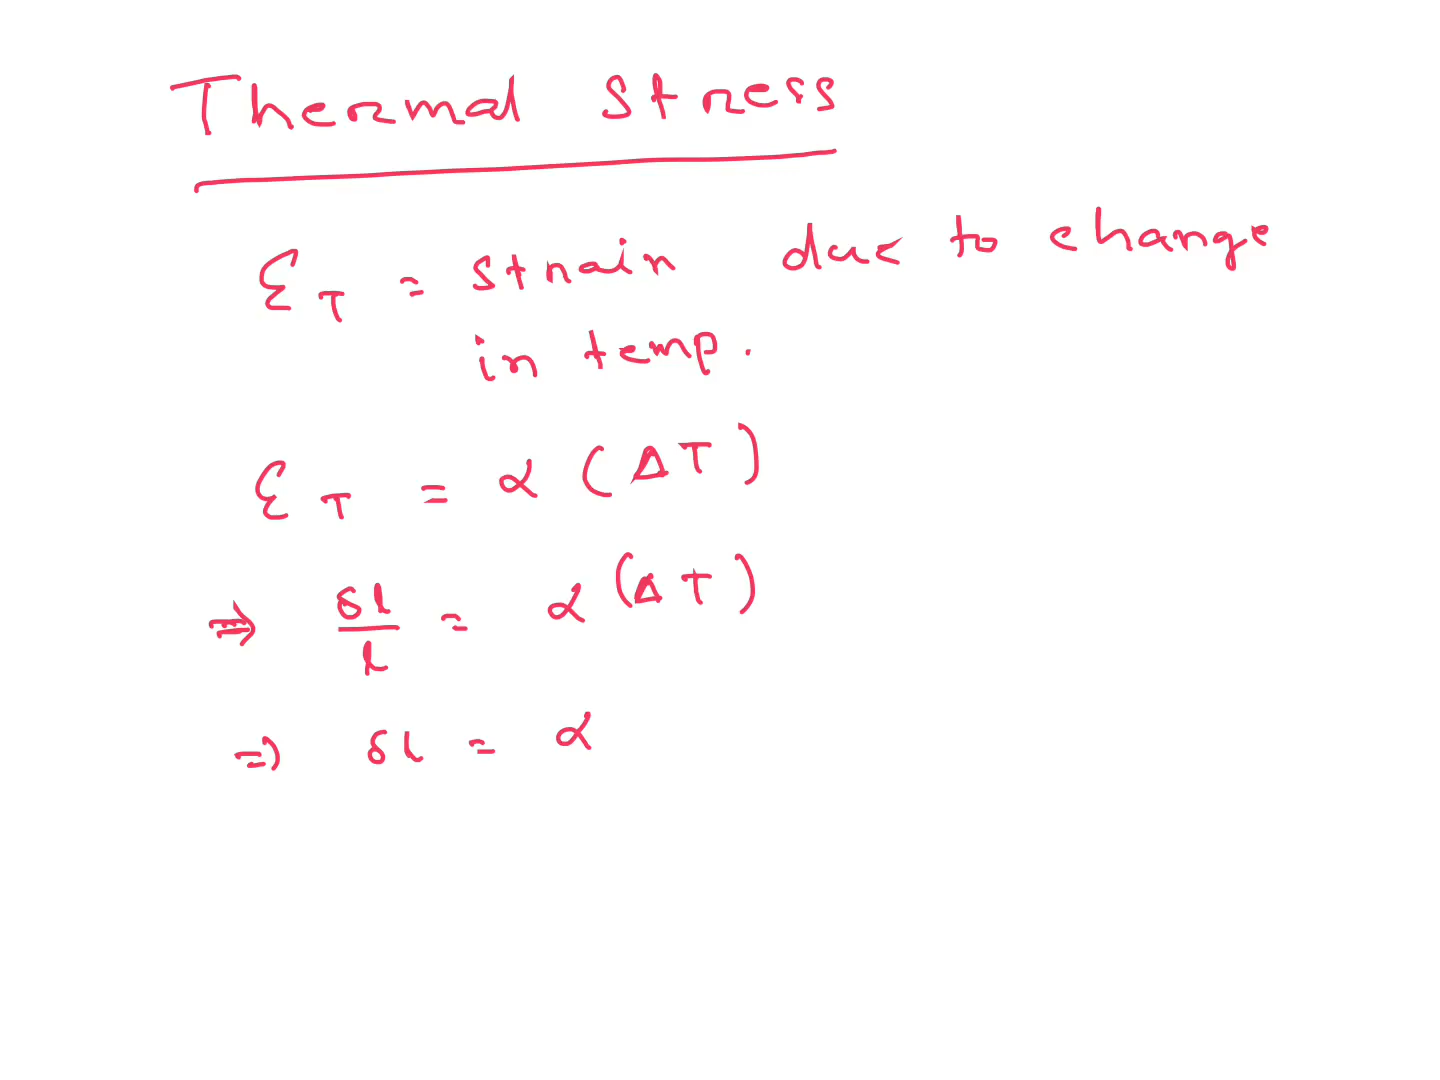 Thermal stress
ε_T = strain due to change
in temp.
ε_T = α (ΔT)
⇒ δl/l = α (ΔT)
⇒ δl = α